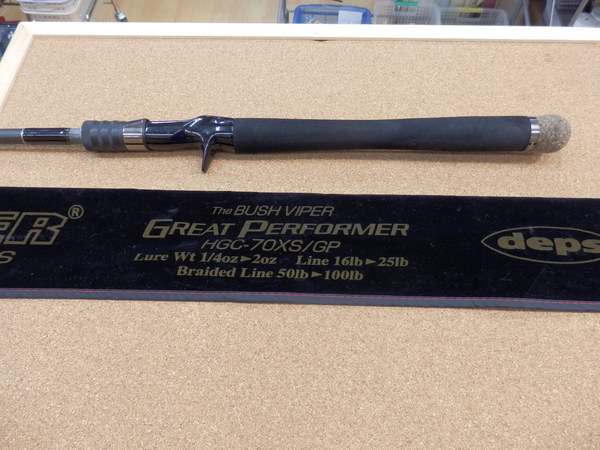 The BUSH VIPER
GREAT PERFORMER
HGC-70XS/GP
Lure Wt 1/4oz►2oz Line 16lb►25lb
Braided Line 50lb►100lb
deps